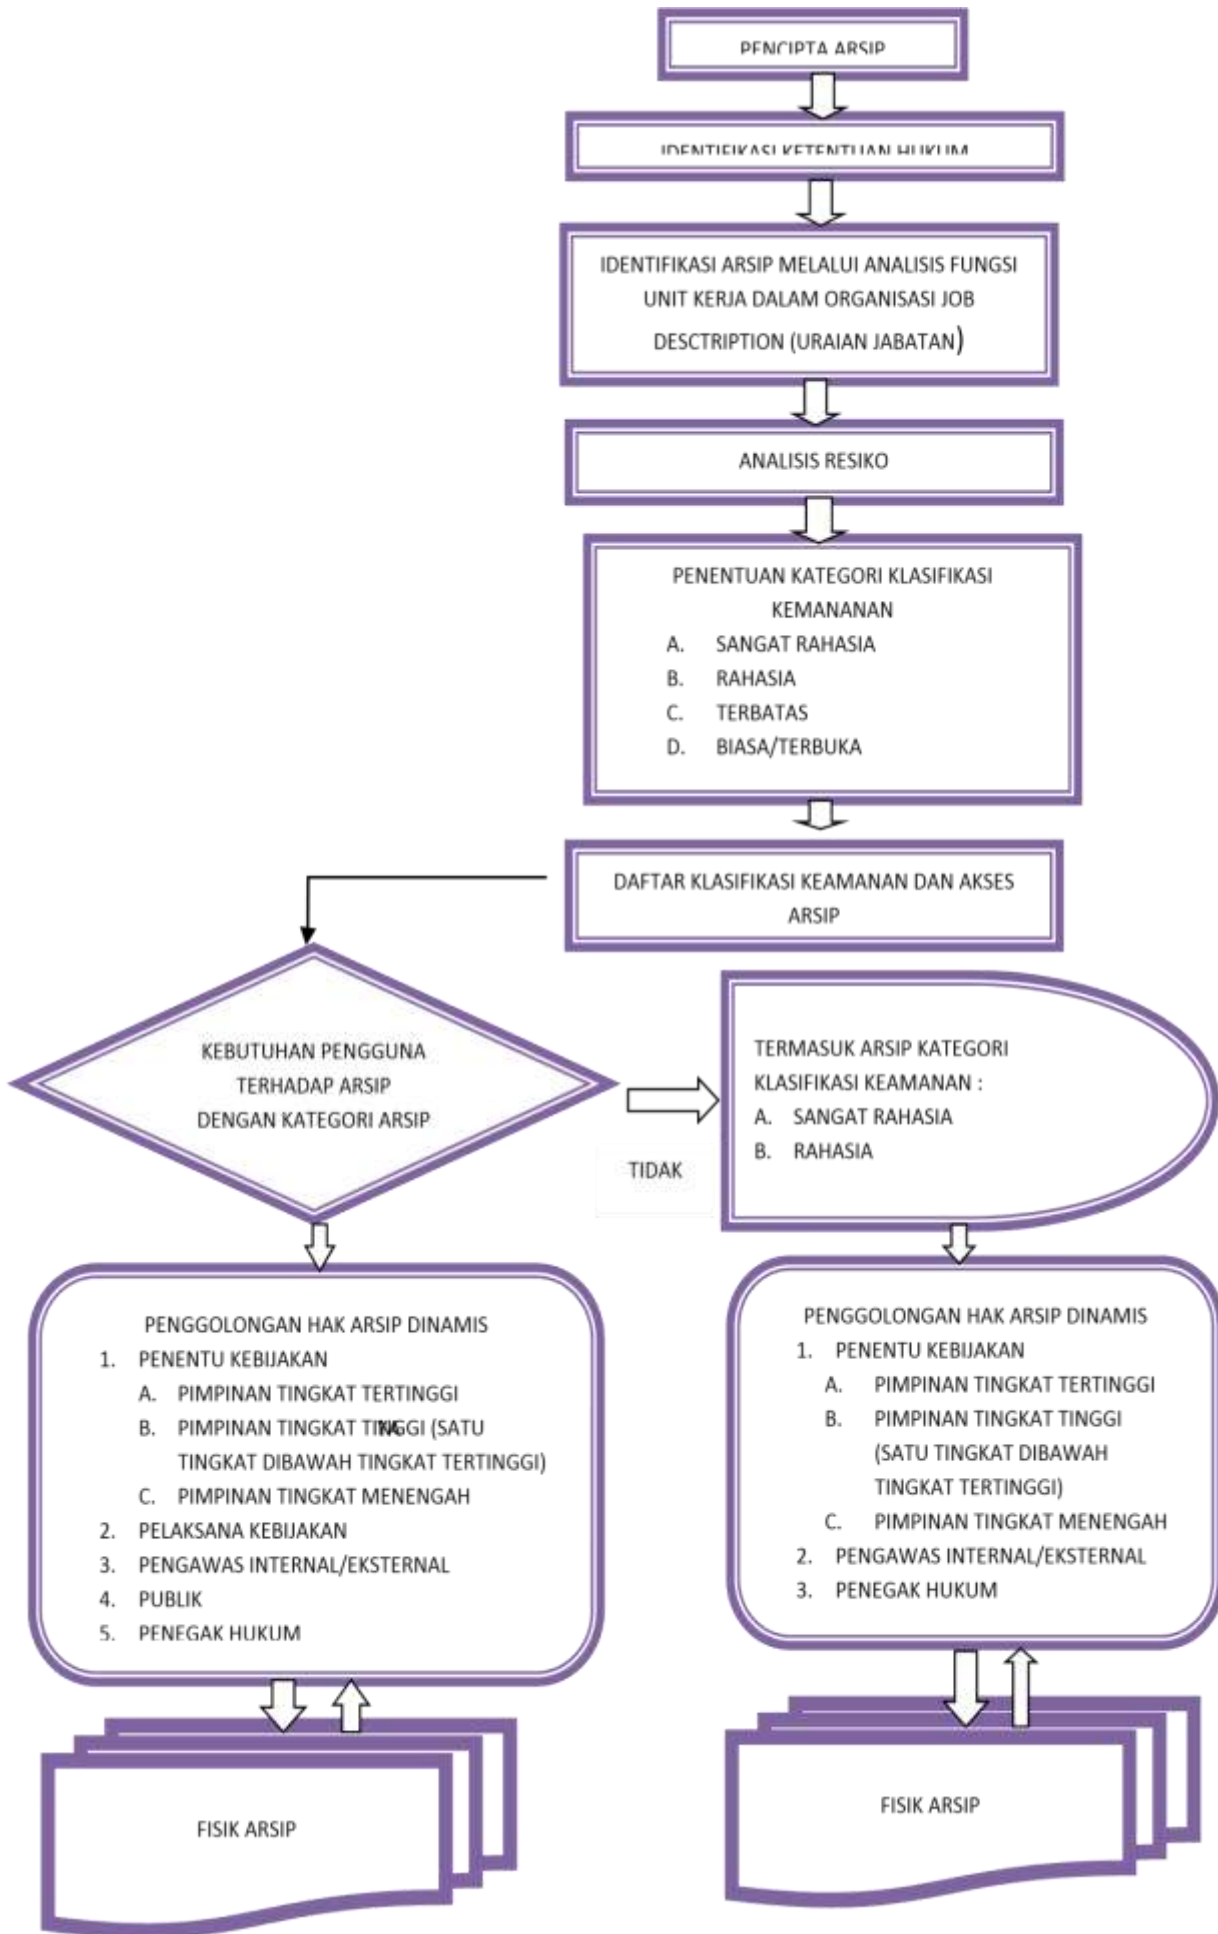 PENCIPTA ARSIP
IDENTIFIKASI KETENTUAN HUKUM
IDENTIFIKASI ARSIP MELALUI ANALISIS FUNGSI
UNIT KERJA DALAM ORGANISASI JOB
DESCTRIPTION (URAIAN JABATAN)
ANALISIS RESIKO
PENENTUAN KATEGORI KLASIFIKASI
KEMANANAN
A. SANGAT RAHASIA
B. RAHASIA
C. TERBATAS
D. BIASA/TERBUKA
DAFTAR KLASIFIKASI KEAMANAN DAN AKSES
ARSIP
KEBUTUHAN PENGGUNA
TERHADAP ARSIP
DENGAN KATEGORI ARSIP
TIDAK
TERMASUK ARSIP KATEGORI
KLASIFIKASI KEAMANAN :
A. SANGAT RAHASIA
B. RAHASIA
PENGGOLONGAN HAK ARSIP DINAMIS
1. PENENTU KEBIJAKAN
A. PIMPINAN TINGKAT TERTINGGI
B. PIMPINAN TINGKAT (SATU
TINGKAT DIBAWAH TINGKAT TERTINGGI)
C. PIMPINAN TINGKAT MENENGAH
2. PELAKSANA KEBIJAKAN
3. PENGAWAS INTERNAL/EKSTERNAL
4. PUBLIK
5. PENEGAK HUKUM
PENGGOLONGAN HAK ARSIP DINAMIS
1. PENENTU KEBIJAKAN
A. PIMPINAN TINGKAT TERTINGGI
B. PIMPINAN TINGKAT TINGGI
(SATU TINGKAT DIBAWAH
TINGKAT TERTINGGI)
C. PIMPINAN TINGKAT MENENGAH
2. PENGAWAS INTERNAL/EKSTERNAL
3. PENEGAK HUKUM
FISIK ARSIP
FISIK ARSIP